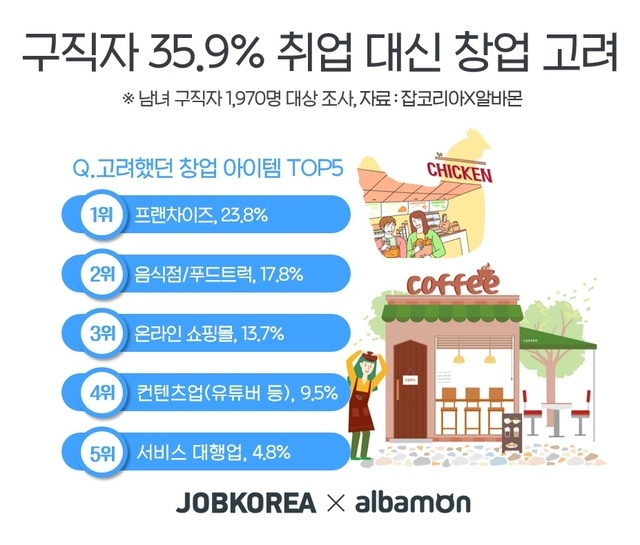 구직자 35.9% 취업 대신 창업 고려
※ 남녀 구직자 1,970명 대상 조사, 자료 : 잡코리아X알바몬
Q.고려했던 창업 아이템 TOP5
CHICKEN
1위 프랜차이즈, 23.8%
2위 음식점/푸드트럭, 17.8%
coffee
3위 온라인 쇼핑몰, 13.7%
COFFEE
4위 컨텐츠업(유튜버 등), 9.5%
5위 서비스 대행업, 4.8%
JOBKOREA × albamon